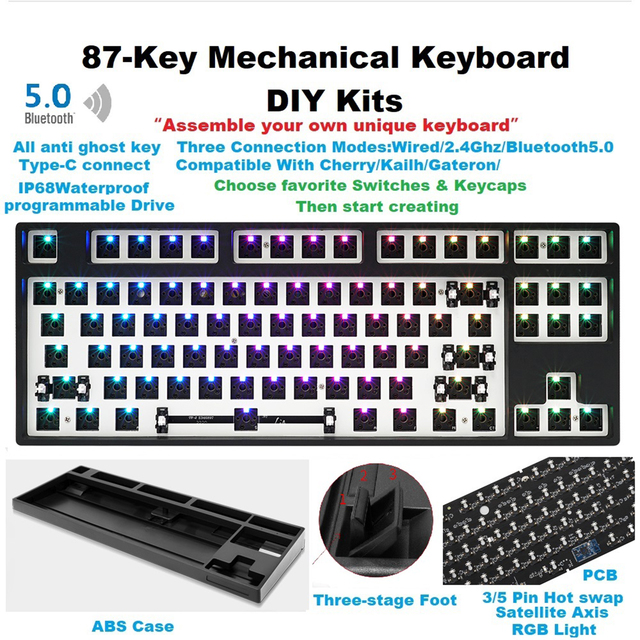 87-Key Mechanical Keyboard
DIY Kits
5.0
Bluetooth
“Assemble your own unique keyboard”
All anti ghost key
Three Connection Modes:Wired/2.4Ghz/Bluetooth5.0
Type-C connect
Compatible With Cherry/Kailh/Gateron/
IP68Waterproof
Choose favorite Switches & Keycaps
programmable Drive
Then start creating
1
2
3
PCB
Three-stage Foot
3/5 Pin Hot swap
Satellite Axis
ABS Case
RGB Light